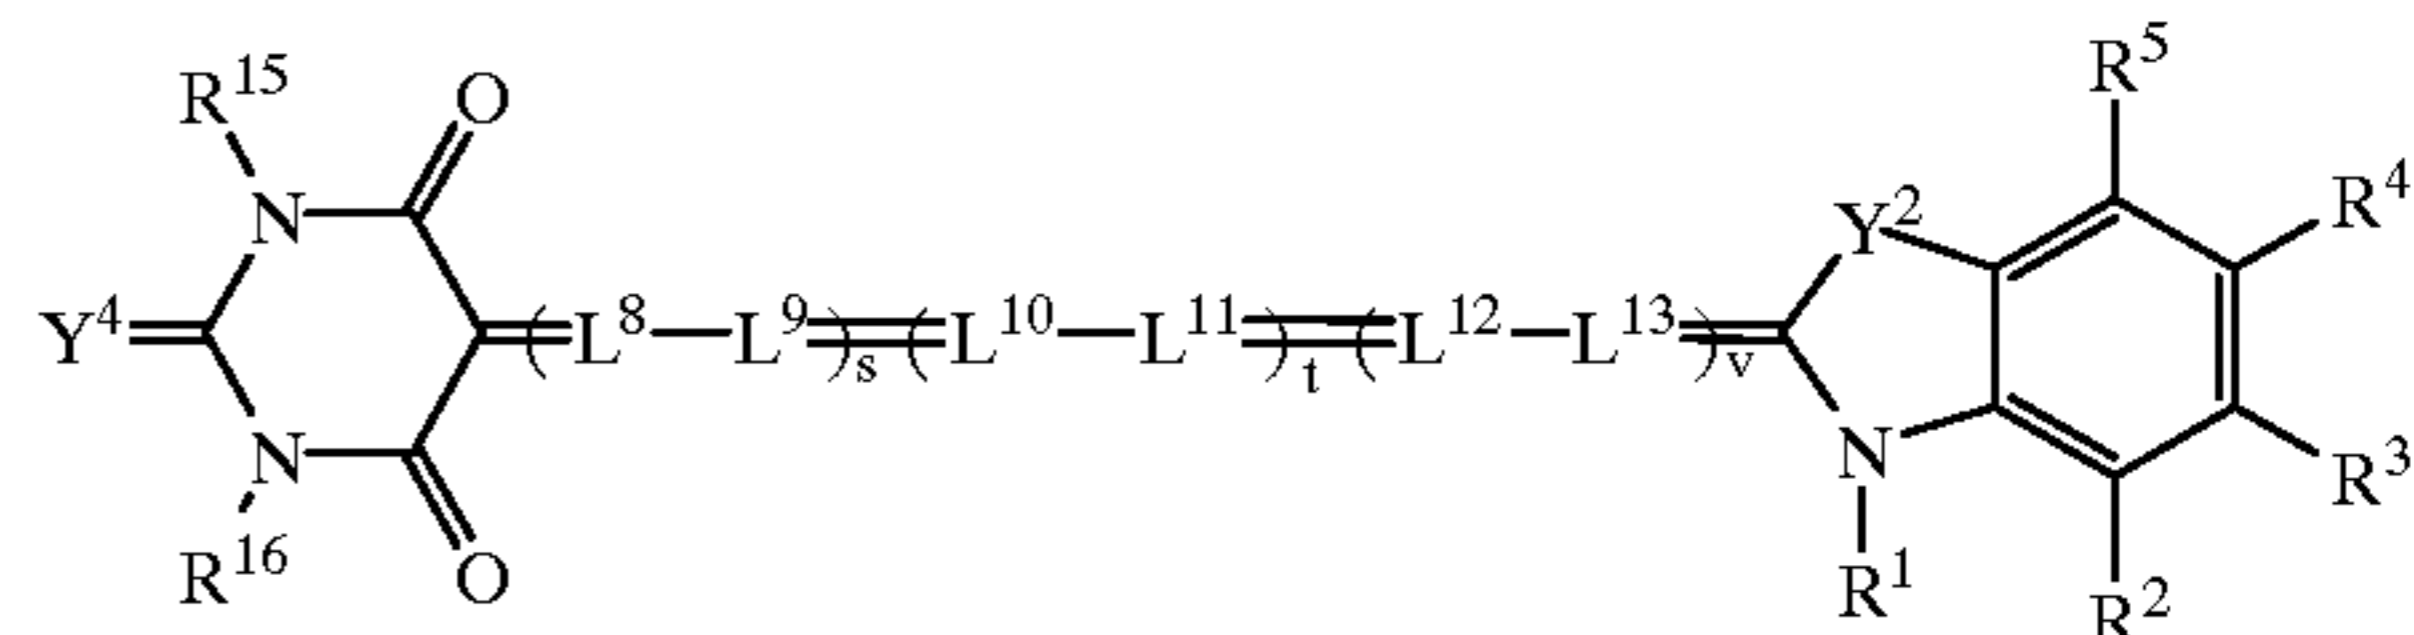 R15 O R5
N Y2 R4
Y4 ( L8 L9 )s ( L10 L11 )t ( L12 L13 )v
N N R3
R16 O R1 R2